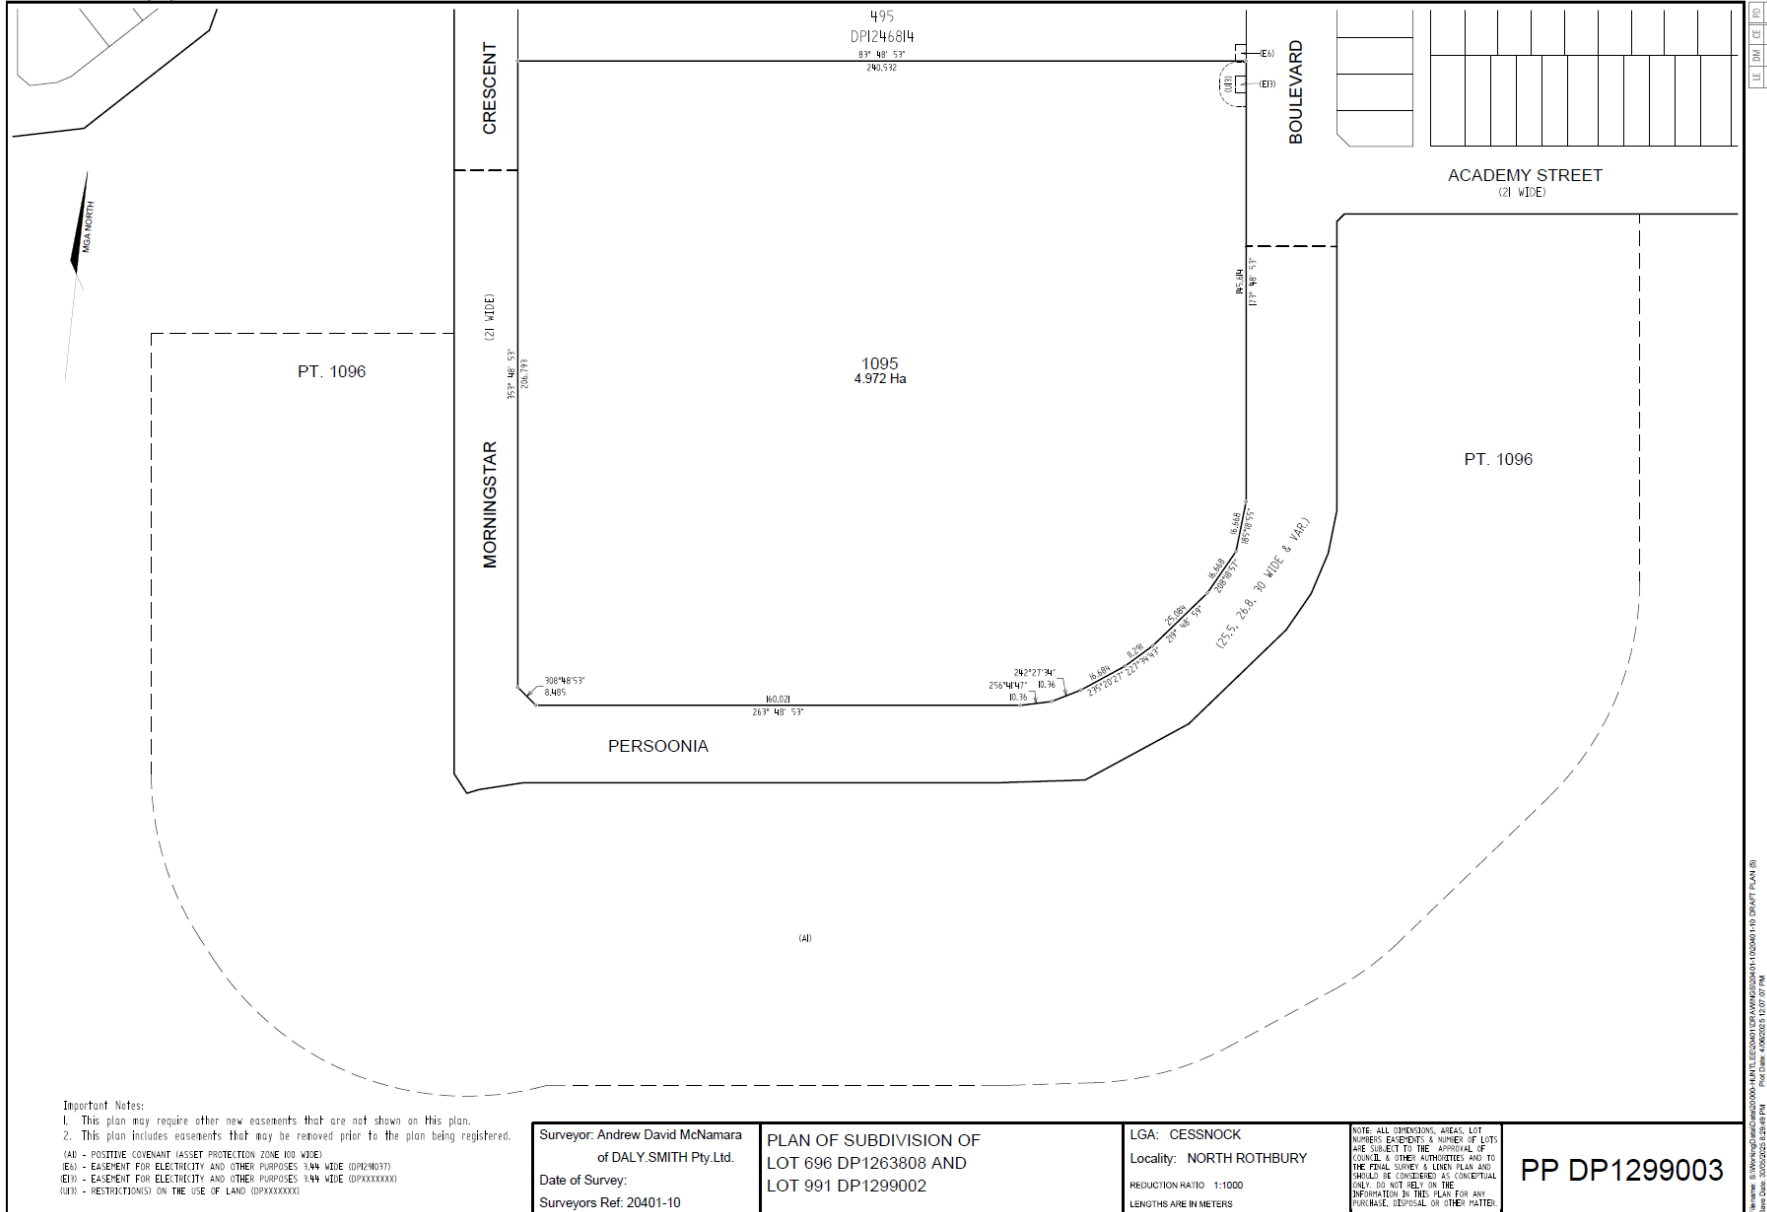 495
DP1246814
83° 48' 53"
240.532
CRESCENT
BOULEVARD
(E6)
(E13)
(U13)
ACADEMY STREET
(21 WIDE)
MGA NORTH
(21 WIDE)
145.614
173° 48' 53"
PT. 1096
353° 48' 53"
206.793
1095
4.972 Ha
MORNINGSTAR
PT. 1096
16.668
185°18'55"
16.668
208°18'57"
(25.5, 26.8, 30 WIDE & VAR.)
25.084
219° 48' 59"
11.291
227°34'43"
16.684
235°20'27"
242°27'34"
10.36
256°41'47"
10.36
308°48'53"
8.485
160.021
263° 48' 53"
PERSOONIA
(A1)
Important Notes:
1. This plan may require other new easements that are not shown on this plan.
2. This plan includes easements that may be removed prior to the plan being registered.
(A1) - POSITIVE COVENANT (ASSET PROTECTION ZONE 100 WIDE)
(E6) - EASEMENT FOR ELECTRICITY AND OTHER PURPOSES 3.44 WIDE (DP1298037)
(E13) - EASEMENT FOR ELECTRICITY AND OTHER PURPOSES 3.44 WIDE (DPXXXXXXX)
(U13) - RESTRICTION(S) ON THE USE OF LAND (DPXXXXXXX)
Surveyor: Andrew David McNamara
of DALY.SMITH Pty.Ltd.
Date of Survey:
Surveyors Ref: 20401-10
PLAN OF SUBDIVISION OF
LOT 696 DP1263808 AND
LOT 991 DP1299002
LGA: CESSNOCK
Locality: NORTH ROTHBURY
REDUCTION RATIO 1:1000
LENGTHS ARE IN METERS
NOTE: ALL DIMENSIONS, AREAS, LOT
NUMBERS EASEMENTS & NUMBER OF LOTS
ARE SUBJECT TO THE APPROVAL OF
COUNCIL & OTHER AUTHORITIES AND TO
THE FINAL SURVEY & LINEN PLAN AND
SHOULD BE CONSIDERED AS CONCEPTUAL
ONLY. DO NOT RELY ON THE
INFORMATION IN THIS PLAN FOR ANY
PURCHASE, DISPOSAL OR OTHER MATTER.
PP DP1299003
LE DM CE PD